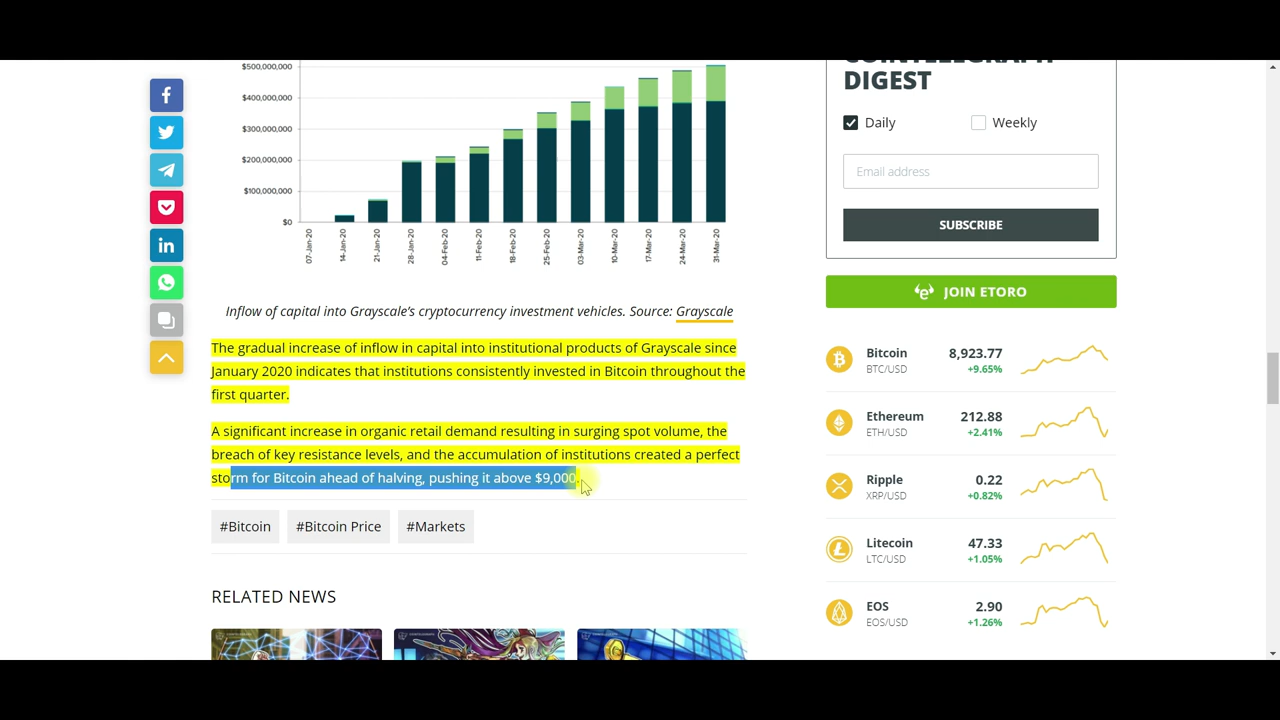 $500,000,000
$400,000,000
$300,000,000
$200,000,000
$100,000,000
$0
07-Jan-20
14-Jan-20
21-Jan-20
28-Jan-20
04-Feb-20
11-Feb-20
18-Feb-20
25-Feb-20
03-Mar-20
10-Mar-20
17-Mar-20
24-Mar-20
31-Mar-20
Inflow of capital into Grayscale's cryptocurrency investment vehicles. Source: Grayscale
The gradual increase of inflow in capital into institutional products of Grayscale since
January 2020 indicates that institutions consistently invested in Bitcoin throughout the
first quarter.
A significant increase in organic retail demand resulting in surging spot volume, the
breach of key resistance levels, and the accumulation of institutions created a perfect
storm for Bitcoin ahead of halving, pushing it above $9,000.
#Bitcoin
#Bitcoin Price
#Markets
RELATED NEWS
COINTELEGRAPH
DIGEST
Daily
Weekly
Email address
SUBSCRIBE
JOIN ETORO
Bitcoin 8,923.77
BTC/USD +9.65%
Ethereum 212.88
ETH/USD +2.41%
Ripple 0.22
XRP/USD +0.82%
Litecoin 47.33
LTC/USD +1.05%
EOS 2.90
EOS/USD +1.26%